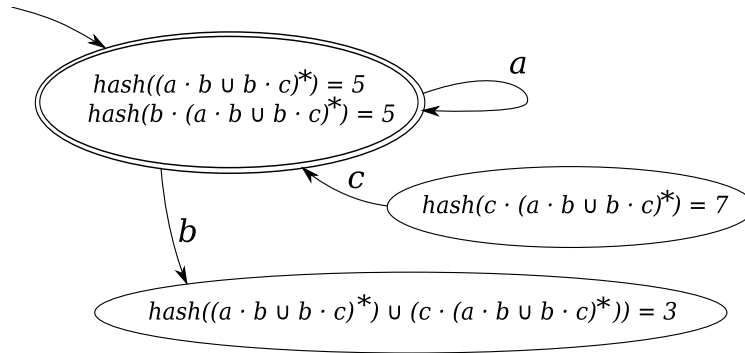 hash((a · b ∪ b · c)*) = 5
a
hash(b · (a · b ∪ b · c)*) = 5
c
hash(c · (a · b ∪ b · c)*) = 7
b
hash((a · b ∪ b · c)*) ∪ (c · (a · b ∪ b · c)*)) = 3